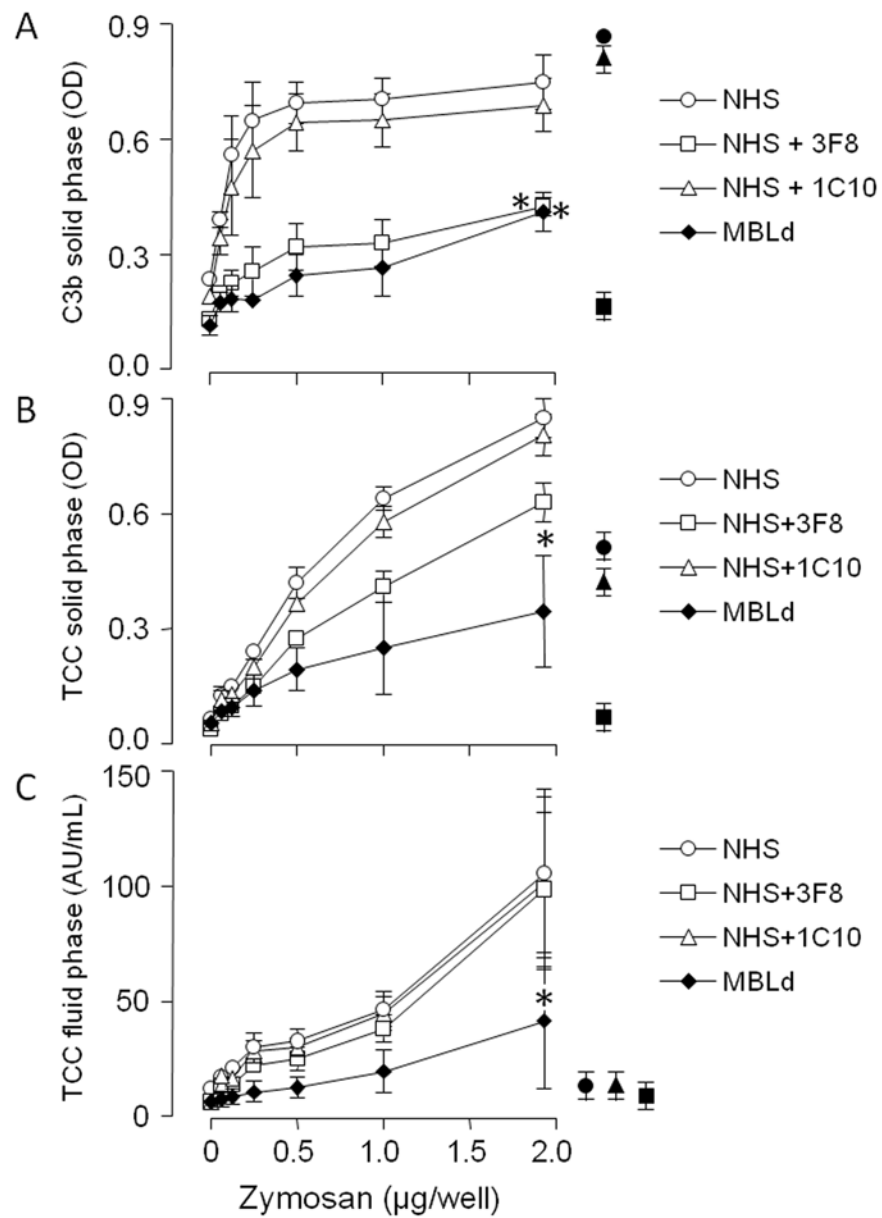 A
C3b solid phase (OD)
0.9
0.6
0.3
0.0
*
*
NHS
NHS + 3F8
NHS + 1C10
MBLd
B
TCC solid phase (OD)
0.9
0.6
0.3
0.0
*
NHS
NHS+3F8
NHS+1C10
MBLd
C
TCC fluid phase (AU/mL)
150
100
50
0
*
NHS
NHS+3F8
NHS+1C10
MBLd
0 0.5 1.0 1.5 2.0
Zymosan (µg/well)